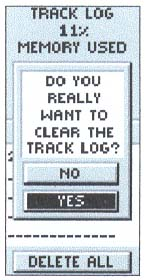 TRACK LOG
11%
MEMORY USED
DO YOU
REALLY
WANT TO
CLEAR THE
TRACK LOG?
NO
YES
DELETE ALL